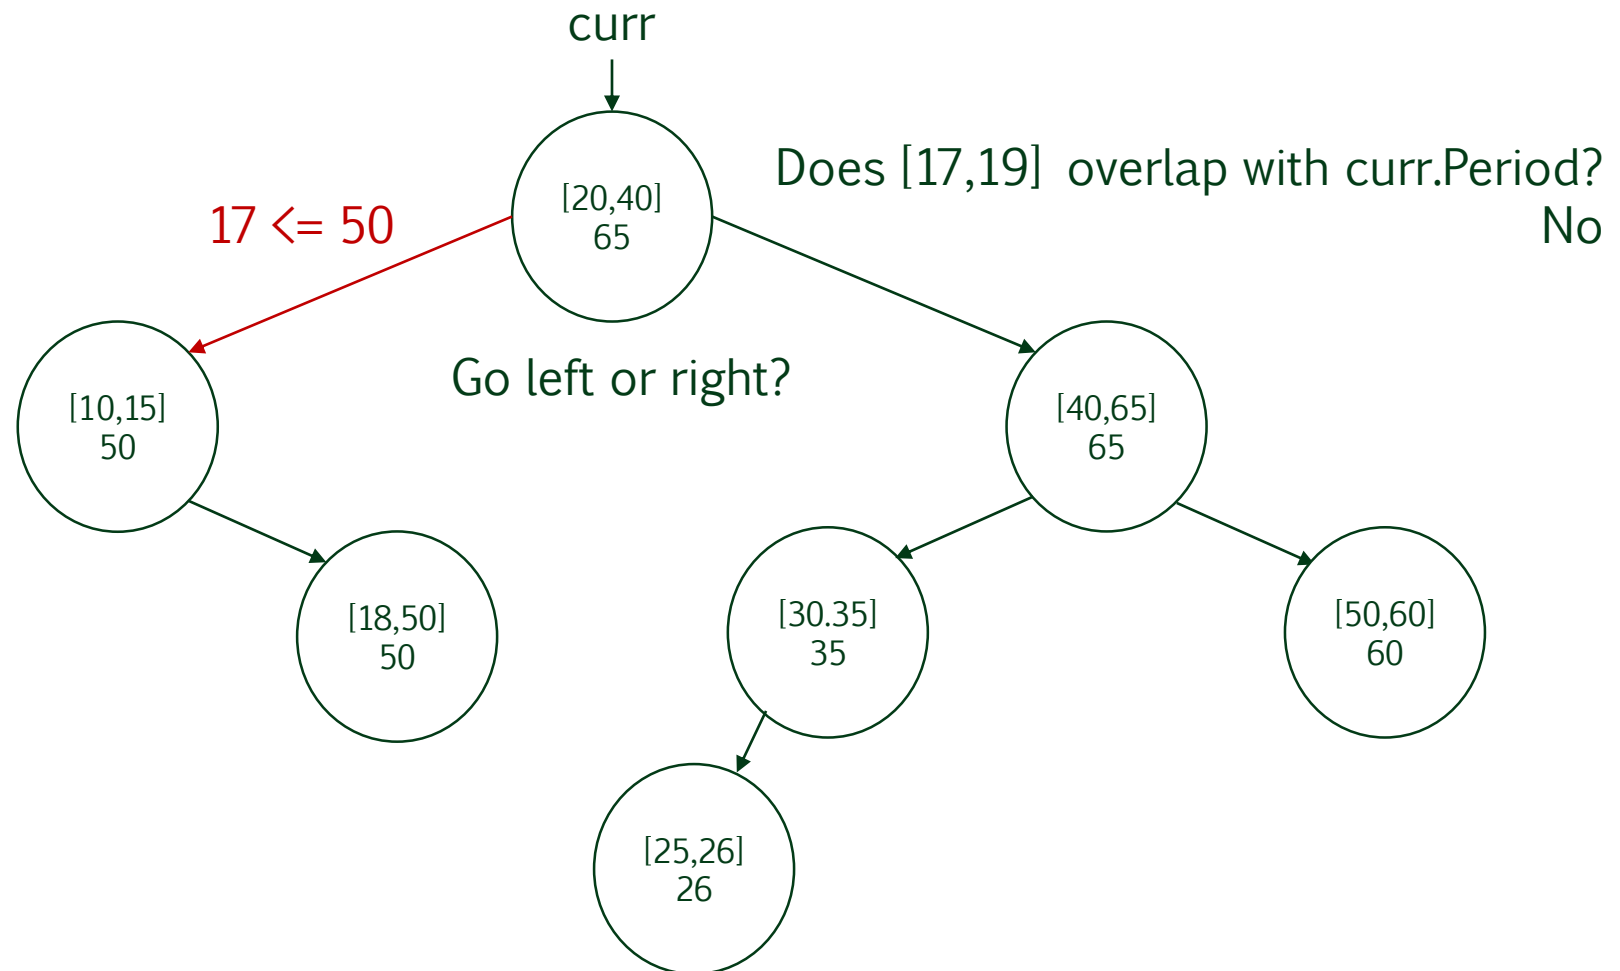 curr
Does [17,19] overlap with curr.Period?
No
[20,40]
65
17 <= 50
Go left or right?
[10,15]
50
[40,65]
65
[18,50]
50
[30.35]
35
[50,60]
60
[25,26]
26